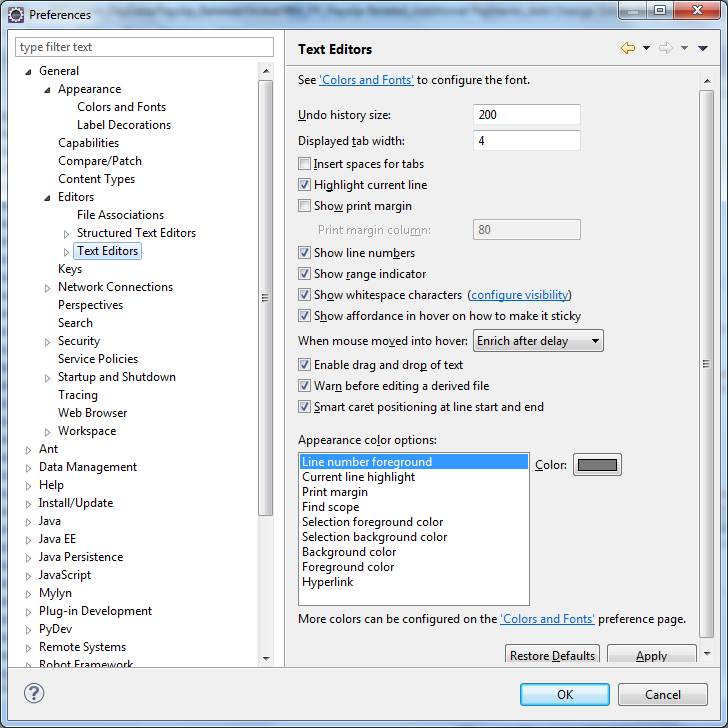 Preferences
type filter text
General
Appearance
Colors and Fonts
Label Decorations
Capabilities
Compare/Patch
Content Types
Editors
File Associations
Structured Text Editors
Text Editors
Keys
Network Connections
Perspectives
Search
Security
Service Policies
Startup and Shutdown
Tracing
Web Browser
Workspace
Ant
Data Management
Help
Install/Update
Java
Java EE
Java Persistence
JavaScript
Mylyn
Plug-in Development
PyDev
Remote Systems
Robot Framework
Text Editors
See 'Colors and Fonts' to configure the font.
Undo history size: 200
Displayed tab width: 4
Insert spaces for tabs
Highlight current line
Show print margin
Print margin column: 80
Show line numbers
Show range indicator
Show whitespace characters (configure visibility)
Show affordance in hover on how to make it sticky
When mouse moved into hover: Enrich after delay
Enable drag and drop of text
Warn before editing a derived file
Smart caret positioning at line start and end
Appearance color options:
Line number foreground
Current line highlight
Print margin
Find scope
Selection foreground color
Selection background color
Background color
Foreground color
Hyperlink
Color:
More colors can be configured on the 'Colors and Fonts' preference page.
Restore Defaults Apply
? OK Cancel